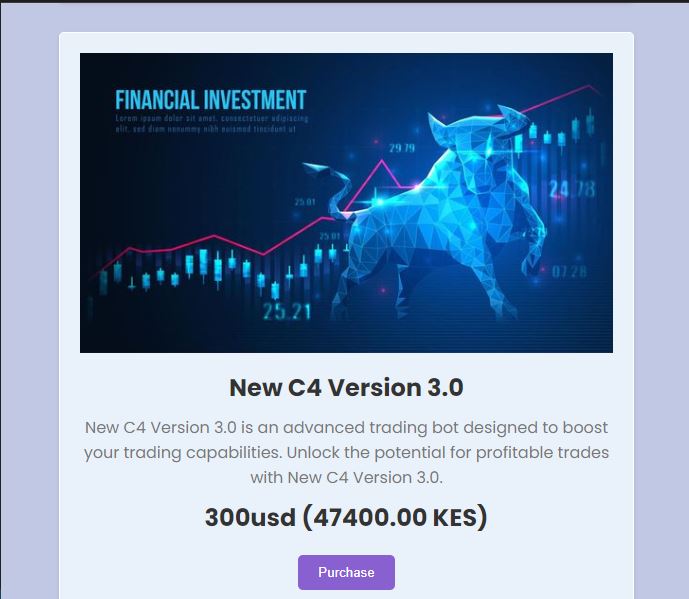 FINANCIAL INVESTMENT
Lorem ipsum dolor sit amet, consectetuer adipiscing
elit, sed diam nonummy nibh euismod tincidunt ut
29.79
24.78
25.01
25.01
07.28
25.21
New C4 Version 3.0
New C4 Version 3.0 is an advanced trading bot designed to boost
your trading capabilities. Unlock the potential for profitable trades
with New C4 Version 3.0.
300usd (47400.00 KES)
Purchase